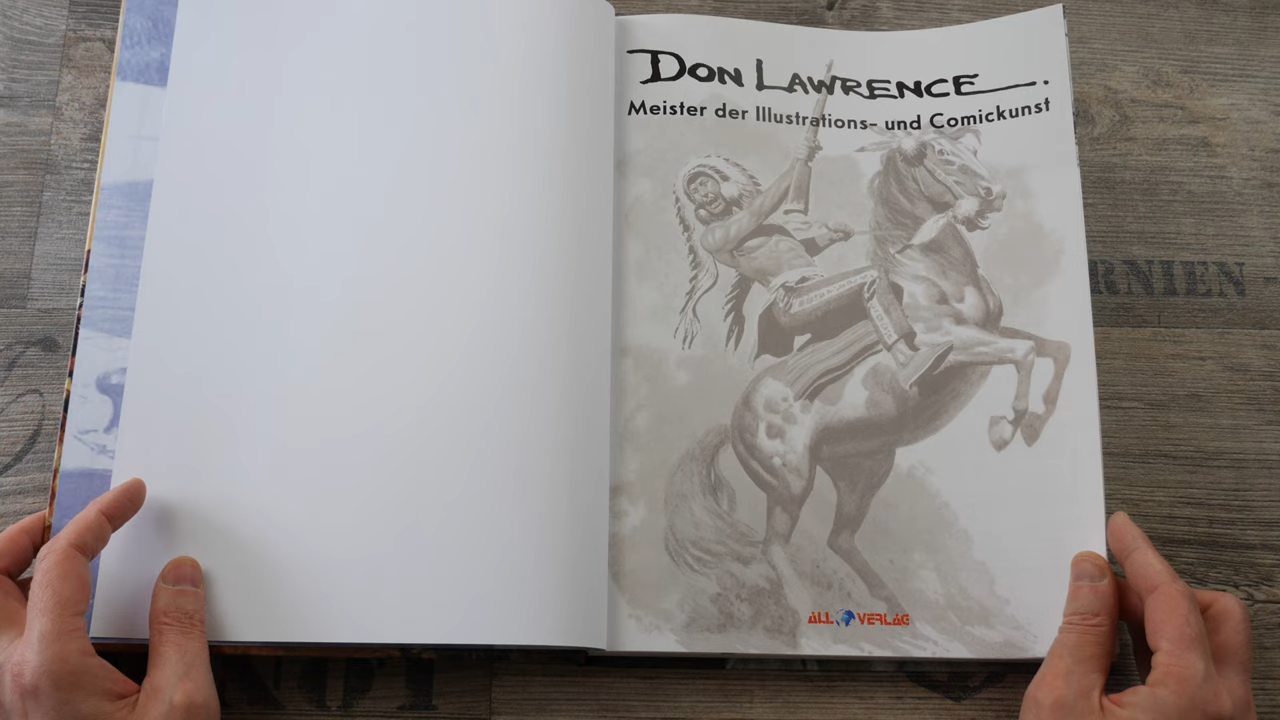 DON LAWRENCE.
Meister der Illustrations- und Comickunst
RNIEN -
ALL VERLAG